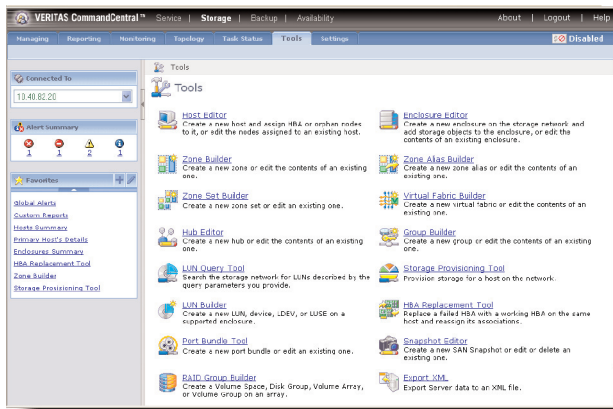 VERITAS CommandCentral™ Service | Storage | Backup | Availability About | Logout | Help
Managing Reporting Monitoring Topology Task Status Tools Settings Disabled
Tools
Connected To
10.40.82.20
Alert Summary
1 1 2 1
Favorites
Global Alerts
Custom Reports
Hosts Summary
Primary Host's Details
Enclosures Summary
HBA Replacement Tool
Zone Builder
Storage Provisioning Tool
Tools
Host Editor
Create a new host and assign HBA or orphan nodes
to it, or edit the nodes assigned to an existing host.
Enclosure Editor
Create a new enclosure on the storage network and
add storage objects to the enclosure, or edit the
contents of an existing enclosure.
Zone Builder
Create a new zone or edit the contents of an existing
one.
Zone Alias Builder
Create a new zone alias or edit the contents of an
existing one.
Zone Set Builder
Create a new zone set or edit an existing one.
Virtual Fabric Builder
Create a new virtual fabric or edit the contents of an
existing one.
Hub Editor
Create a new hub or edit the contents of an existing
one.
Group Builder
Create a new group or edit the contents of an existing
one.
LUN Query Tool
Search the storage network for LUNs described by the
query parameters you provide.
Storage Provisioning Tool
Provision storage for a host on the network.
LUN Builder
Create a new LUN, device, LDEV, or LUSE on a
supported enclosure.
HBA Replacement Tool
Replace a failed HBA with a working HBA on the same
host and reassign its associations.
Port Bundle Tool
Create a new port bundle or edit an existing one.
Snapshot Editor
Create a new SAN Snapshot or edit or delete an
existing one.
RAID Group Builder
Create a Volume Space, Disk Group, Volume Array,
or Volume Group on an array.
Export XML
Export Server data to an XML file.